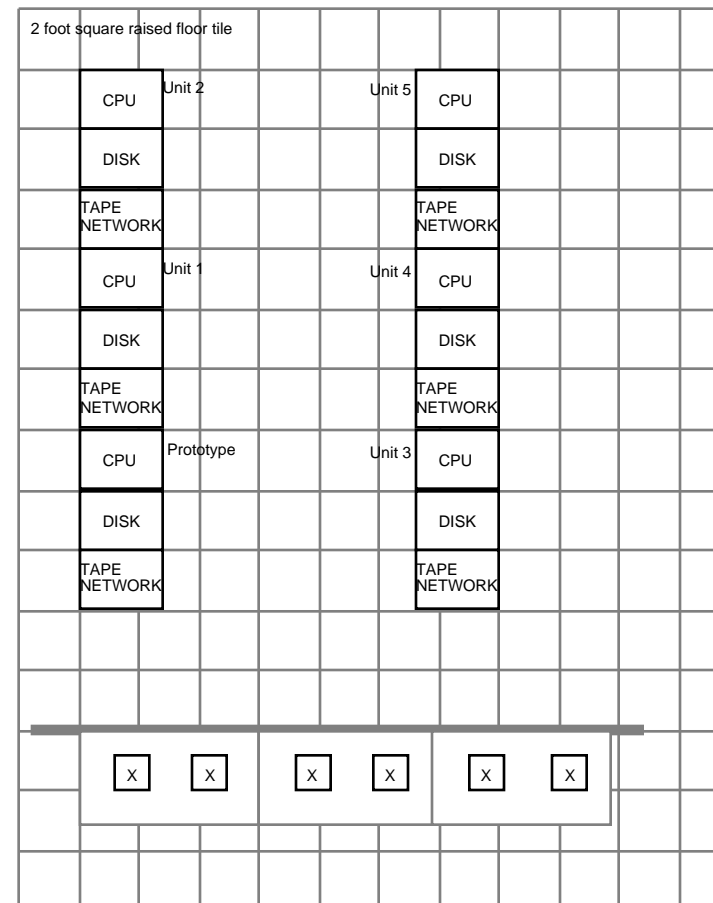 2 foot square raised floor tile
CPU
Unit 2
Unit 5
CPU
DISK
DISK
TAPE
NETWORK
TAPE
NETWORK
CPU
Unit 1
Unit 4
CPU
DISK
DISK
TAPE
NETWORK
TAPE
NETWORK
CPU
Prototype
Unit 3
CPU
DISK
DISK
TAPE
NETWORK
TAPE
NETWORK
X
X
X
X
X
X